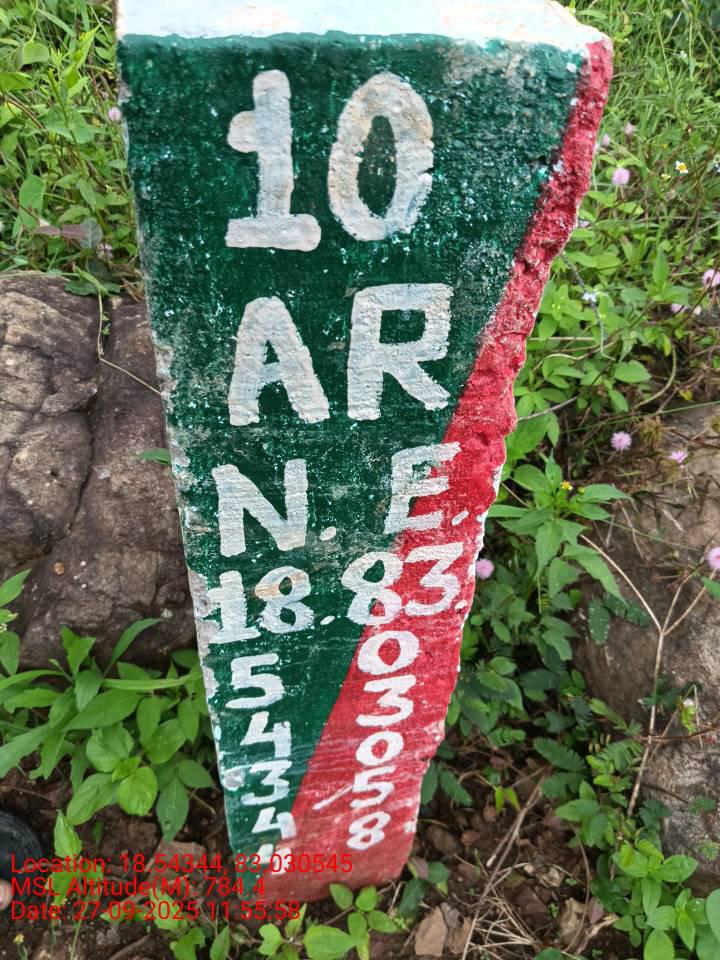 10
AR
N. E.
18. 83.
5 0
4 3
3 0
4 5
8
Location: 18.54344, 83.030545
MSL Altitude(M): 784.4
Date: 27-09-2025 11:55:58